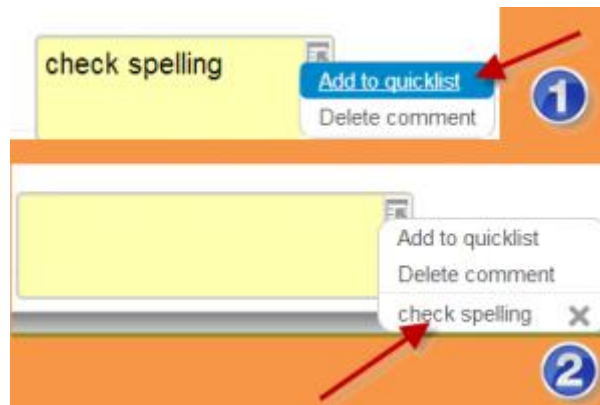 check spelling
Add to quicklist
Delete comment
1
Add to quicklist
Delete comment
check spelling
2